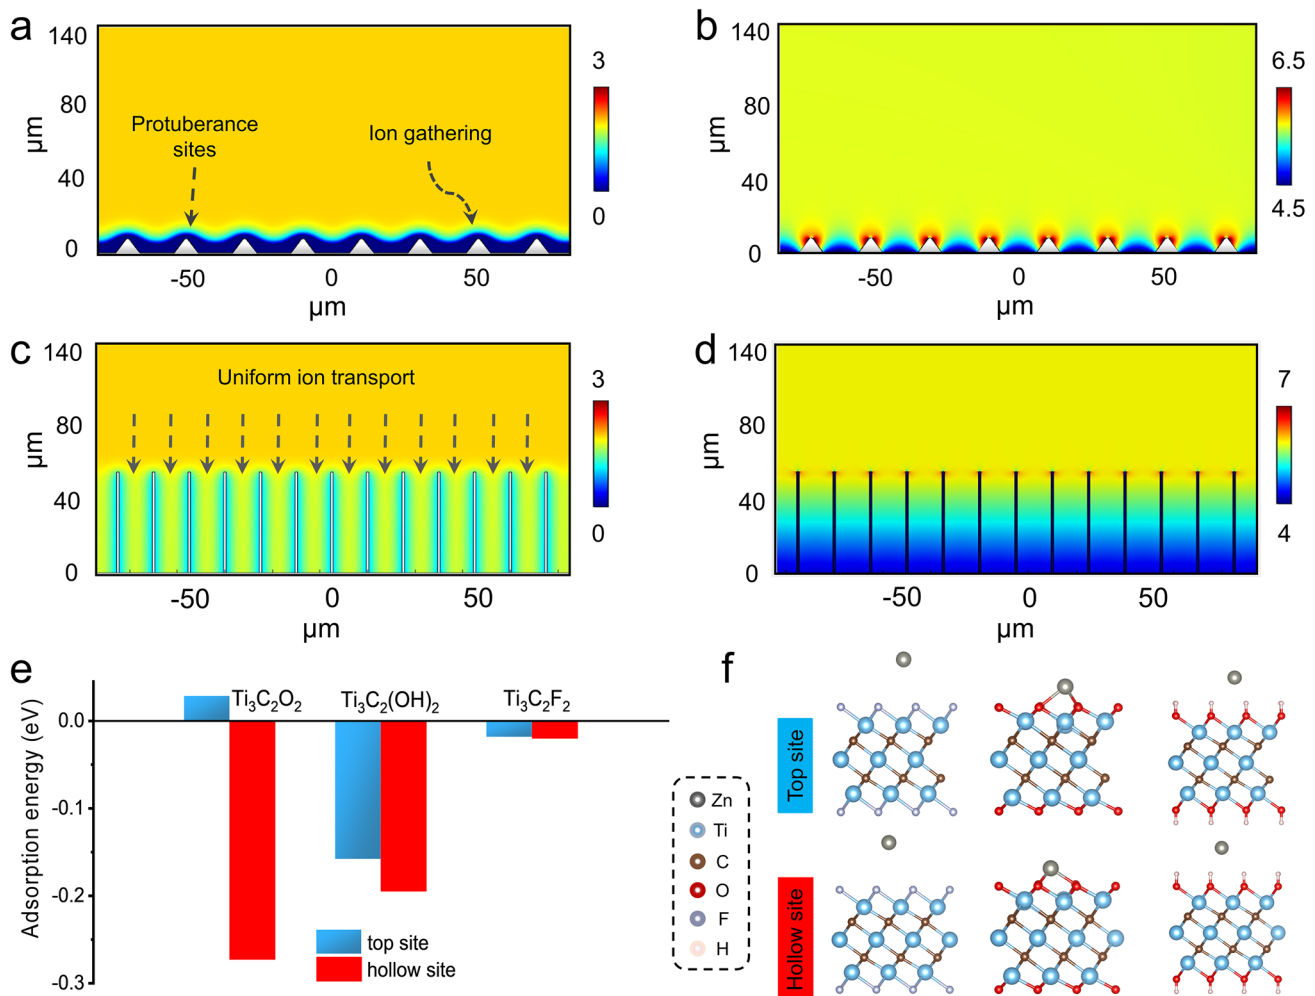 a
140
80
40
0
μm
Protuberance
sites
Ion gathering
-50
0
50
μm
3
0
b
140
80
40
0
μm
-50
0
50
μm
6.5
4.5
c
140
80
40
0
μm
Uniform ion transport
-50
0
50
μm
3
0
d
140
80
40
0
μm
-50
0
50
μm
7
4
e
Adsorption energy (eV)
0.0
-0.1
-0.2
-0.3
Ti3C2O2
Ti3C2(OH)2
Ti3C2F2
top site
hollow site
Zn
Ti
C
O
F
H
f
Top site
Hollow site